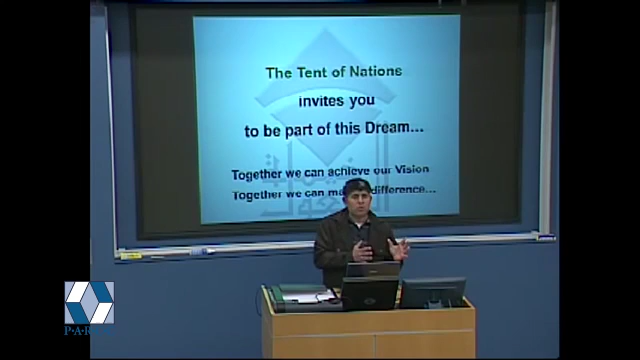 The Tent of Nations
invites you
to be part of this Dream...
Together we can achieve our Vision
Together we can difference...
P·A·R